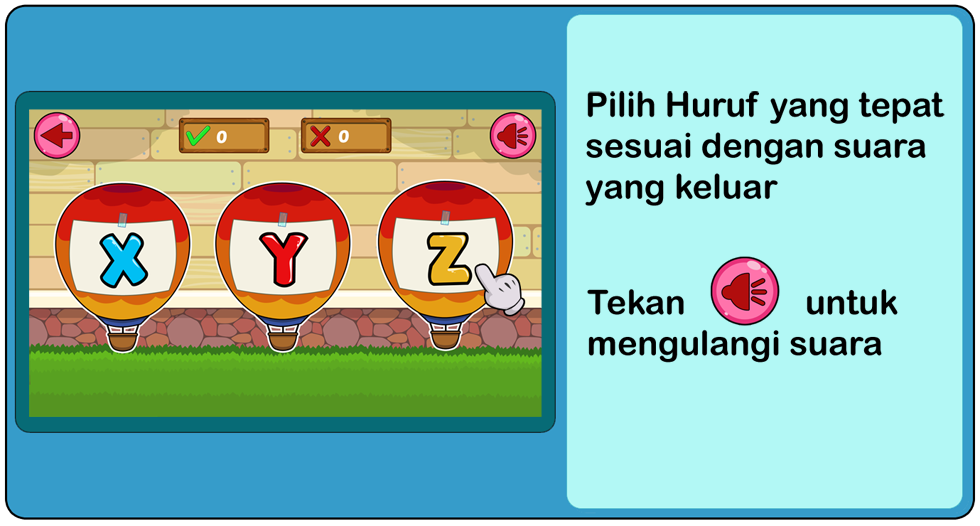 0 0
X Y Z
Pilih Huruf yang tepat
sesuai dengan suara
yang keluar
Tekan untuk
mengulangi suara